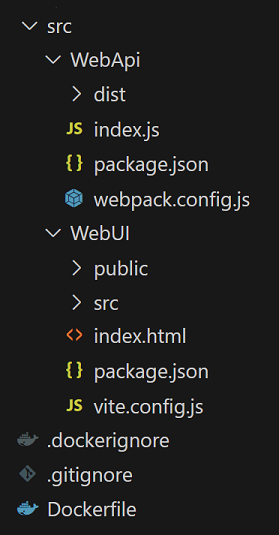 src
WebApi
dist
JS index.js
{ } package.json
webpack.config.js
WebUI
public
src
<> index.html
{ } package.json
JS vite.config.js
.dockerignore
.gitignore
Dockerfile